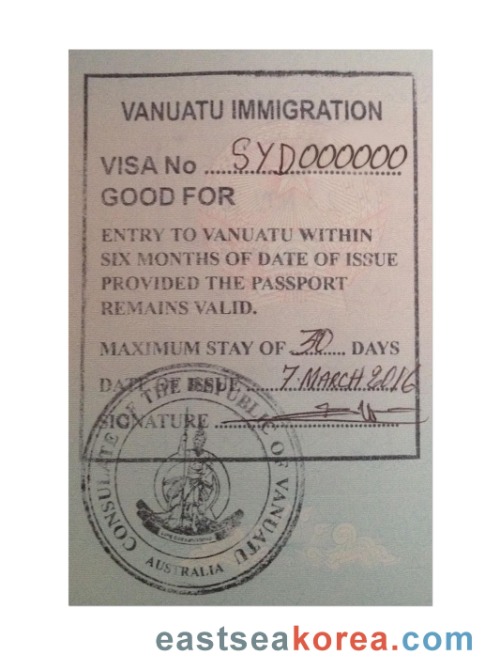 VANUATU IMMIGRATION
VISA No ........ SYD000000
GOOD FOR
ENTRY TO VANUATU WITHIN
SIX MONTHS OF DATE OF ISSUE
PROVIDED THE PASSPORT
REMAINS VALID.
MAXIMUM STAY OF 30 DAYS
DATE OF ISSUE ..... 7 MARCH 2016
SIGNATURE
CONSULATE OF THE REPUBLIC OF VANUATU
AUSTRALIA
eastseakorea.com